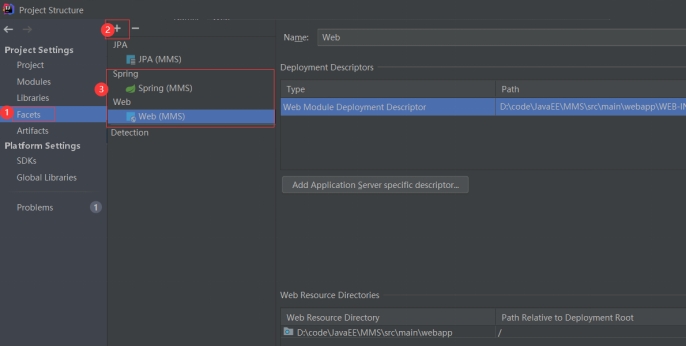 Project Structure
Project Settings
Project
Modules
Libraries
1 Facets
Artifacts
Platform Settings
SDKs
Global Libraries
Problems 1
2 + −
JPA
JPA (MMS)
3 Spring
Spring (MMS)
Web
Web (MMS)
Detection
Name: Web
Deployment Descriptors
Type Path
Web Module Deployment Descriptor D:\code\JavaEE\MMS\src\main\webapp\WEB-IN
Add Application Server specific descriptor...
Web Resource Directories
Web Resource Directory Path Relative to Deployment Root
D:\code\JavaEE\MMS\src\main\webapp /